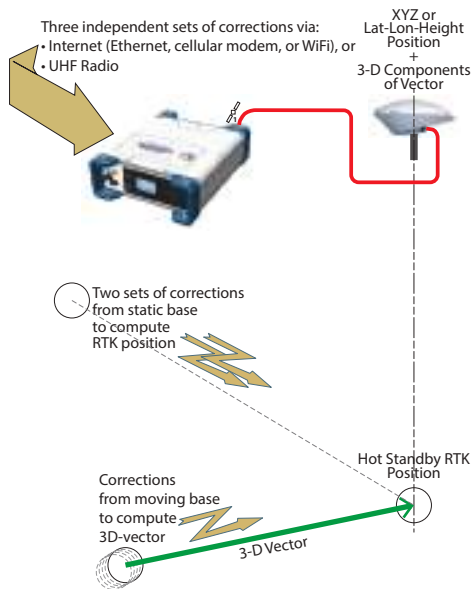 Three independent sets of corrections via:
• Internet (Ethernet, cellular modem, or WiFi), or
• UHF Radio
XYZ or
Lat-Lon-Height
Position
+
3-D Components
of Vector
Two sets of corrections
from static base
to compute
RTK position
Hot Standby RTK
Position
Corrections
from moving base
to compute
3D-vector
3-D Vector